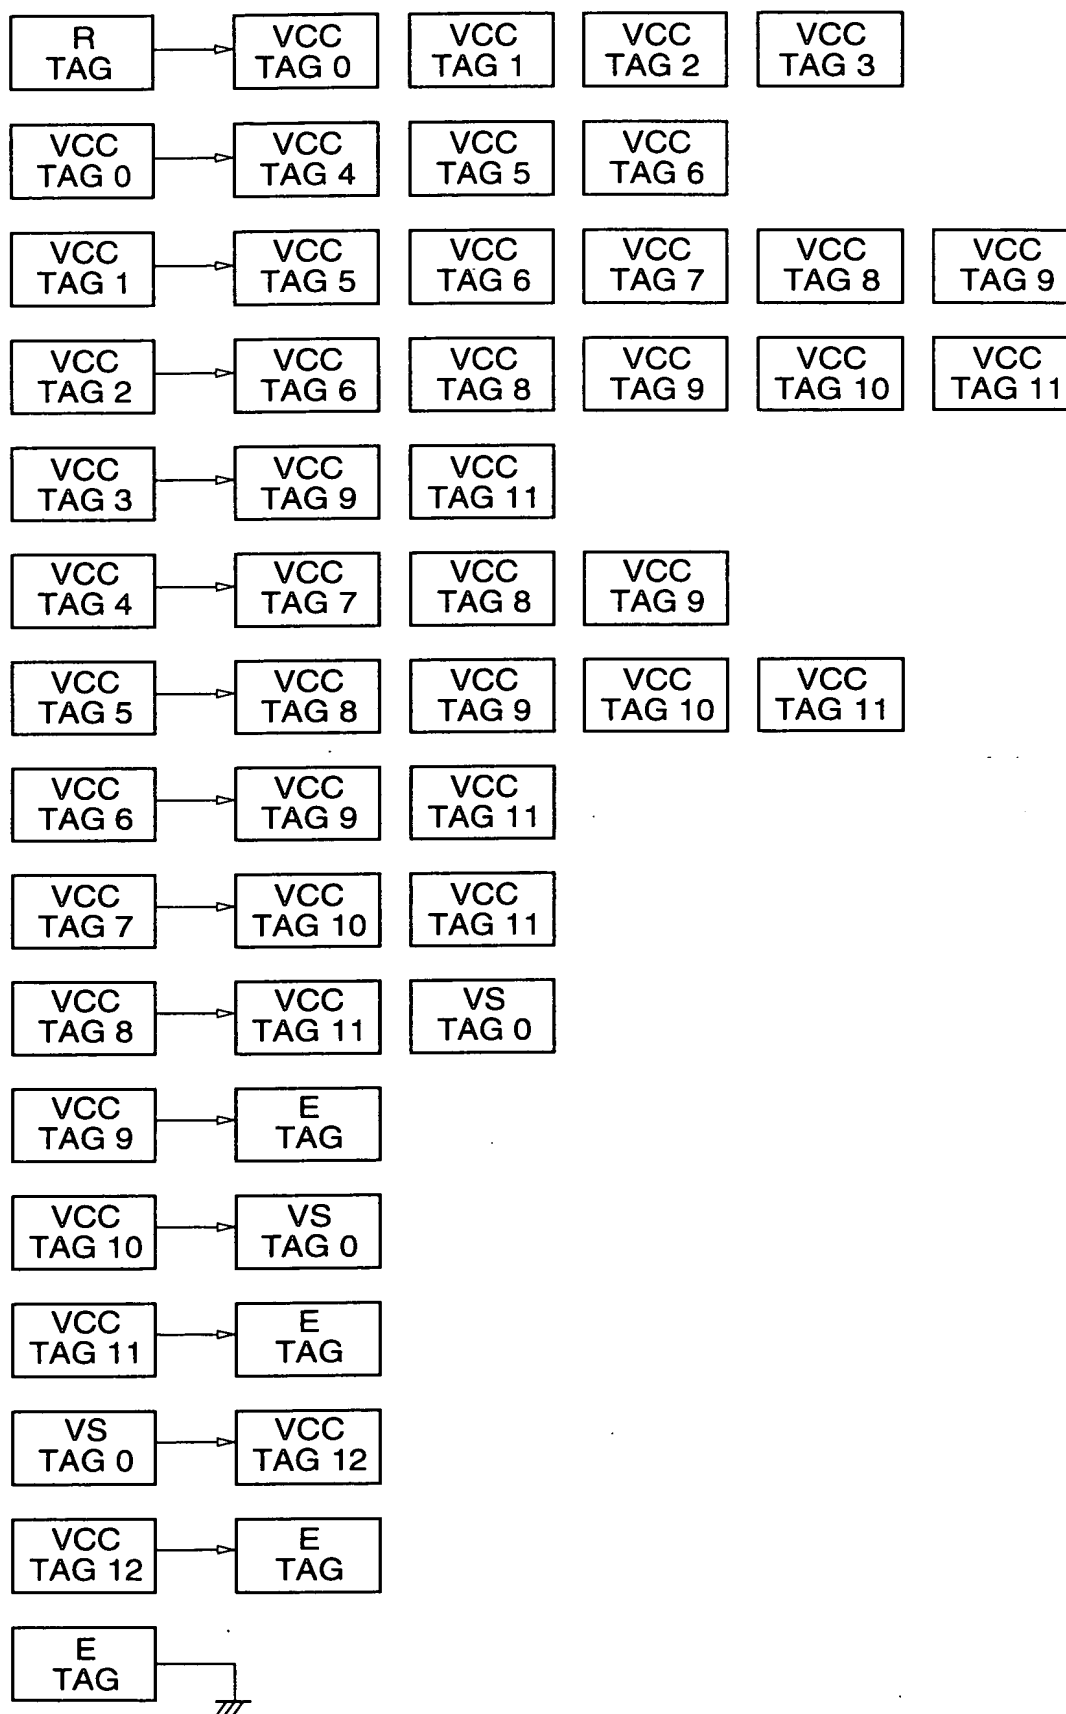 R VCC VCC VCC VCC
TAG TAG 0 TAG 1 TAG 2 TAG 3
VCC VCC VCC VCC
TAG 0 TAG 4 TAG 5 TAG 6
VCC VCC VCC VCC VCC VCC
TAG 1 TAG 5 TAG 6 TAG 7 TAG 8 TAG 9
VCC VCC VCC VCC VCC VCC
TAG 2 TAG 6 TAG 8 TAG 9 TAG 10 TAG 11
VCC VCC VCC
TAG 3 TAG 9 TAG 11
VCC VCC VCC VCC
TAG 4 TAG 7 TAG 8 TAG 9
VCC VCC VCC VCC VCC
TAG 5 TAG 8 TAG 9 TAG 10 TAG 11
VCC VCC VCC
TAG 6 TAG 9 TAG 11
VCC VCC VCC
TAG 7 TAG 10 TAG 11
VCC VCC VS
TAG 8 TAG 11 TAG 0
VCC E
TAG 9 TAG
VCC VS
TAG 10 TAG 0
VCC E
TAG 11 TAG
VS VCC
TAG 0 TAG 12
VCC E
TAG 12 TAG
E
TAG